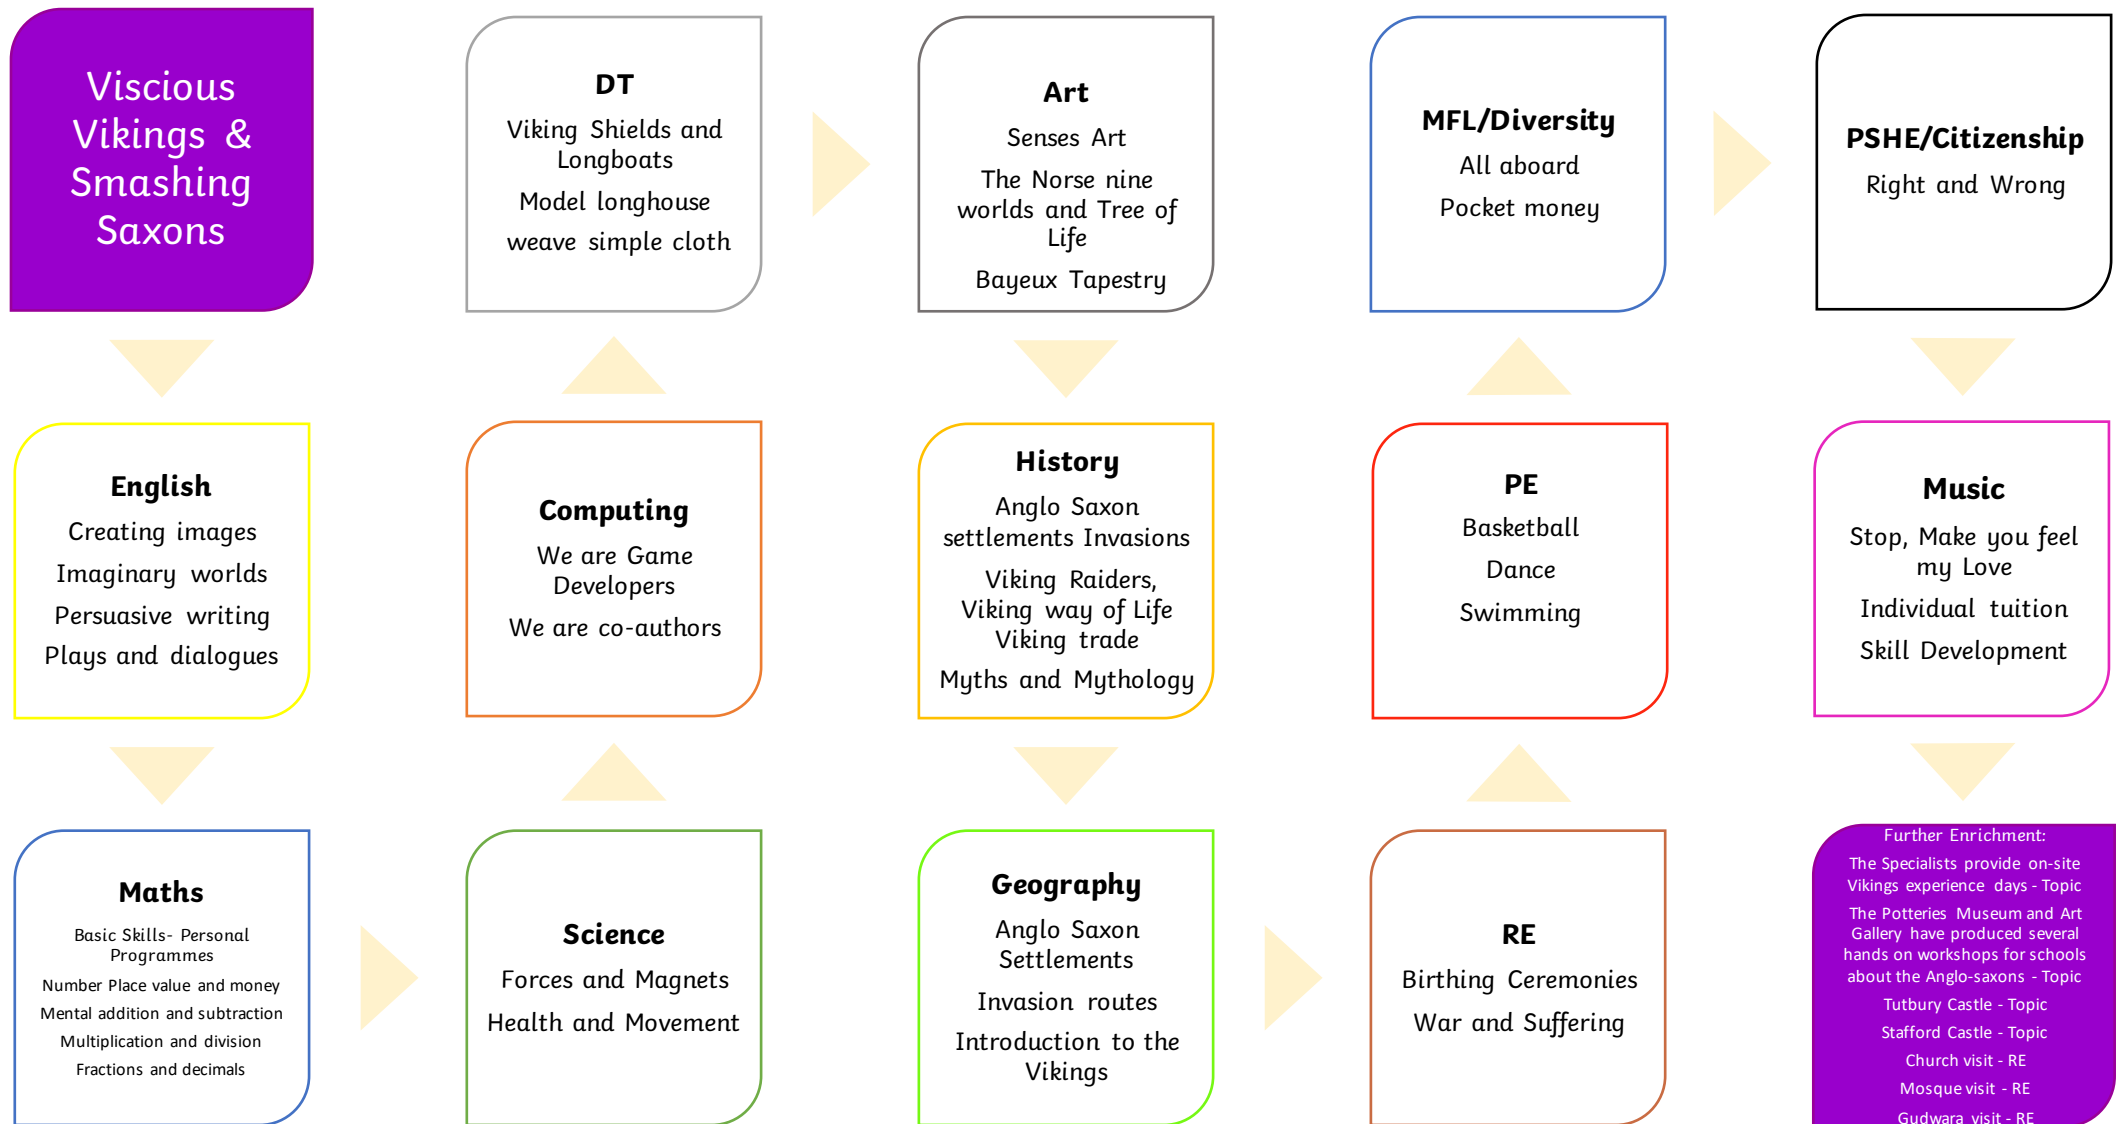 Viscious
Vikings &
Smashing
Saxons
English
Creating images
Imaginary worlds
Persuasive writing
Plays and dialogues
Maths
Basic Skills- Personal
Programmes
Number Place value and money
Mental addition and subtraction
Multiplication and division
Fractions and decimals
Science
Forces and Magnets
Health and Movement
Computing
We are Game
Developers
We are co-authors
DT
Viking Shields and
Longboats
Model longhouse
weave simple cloth
Art
Senses Art
The Norse nine
worlds and Tree of
Life
Bayeux Tapestry
History
Anglo Saxon
settlements Invasions
Viking Raiders,
Viking way of Life
Viking trade
Myths and Mythology
Geography
Anglo Saxon
Settlements
Invasion routes
Introduction to the
Vikings
RE
Birthing Ceremonies
War and Suffering
PE
Basketball
Dance
Swimming
MFL/Diversity
All aboard
Pocket money
PSHE/Citizenship
Right and Wrong
Music
Stop, Make you feel
my Love
Individual tuition
Skill Development
Further Enrichment:
The Specialists provide on-site
Vikings experience days - Topic
The Potteries Museum and Art
Gallery have produced several
hands on workshops for schools
about the Anglo-saxons - Topic
Tutbury Castle - Topic
Stafford Castle - Topic
Church visit - RE
Mosque visit - RE
Gudwara visit - RE